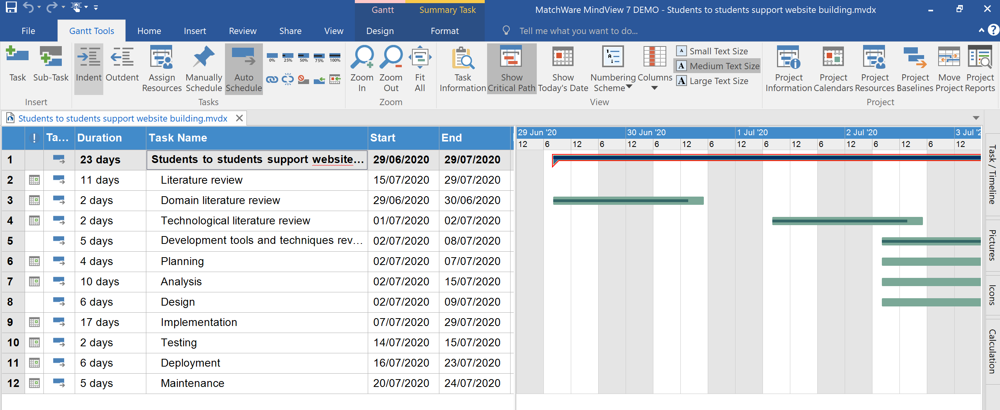 Gantt Summary Task MatchWare MindView 7 DEMO - Students to students support website building.mvdx
File Gantt Tools Home Insert Review Share View Design Format Tell me what you want to do...
0% 25% 50% 75% 100%
A Small Text Size
A Medium Text Size
A Large Text Size
Task Sub-Task Indent Outdent Assign Resources Manually Schedule Auto Schedule Zoom In Zoom Out Fit All Task Information Show Critical Path Show Today's Date Numbering Scheme Columns Project Information Project Calendars Project Resources Project Baselines Move Project Project Reports
Insert Tasks Zoom View Project
Students to students support website building.mvdx
! Ta... Duration Task Name Start End
29 Jun '20 30 Jun '20 1 Jul '20 2 Jul '20 3 Jul '2
12 6 12 6 12 6 12 6 12 6 12 6 12 6 12 6 12
1 23 days Students to students support website... 29/06/2020 29/07/2020
2 11 days Literature review 15/07/2020 29/07/2020
3 2 days Domain literature review 29/06/2020 30/06/2020
4 2 days Technological literature review 01/07/2020 02/07/2020
5 5 days Development tools and techniques rev... 02/07/2020 08/07/2020
6 4 days Planning 02/07/2020 07/07/2020
7 10 days Analysis 02/07/2020 15/07/2020
8 6 days Design 02/07/2020 09/07/2020
9 17 days Implementation 07/07/2020 29/07/2020
10 2 days Testing 14/07/2020 15/07/2020
11 6 days Deployment 16/07/2020 23/07/2020
12 5 days Maintenance 20/07/2020 24/07/2020
Task / Timeline
Pictures
Icons
Calculation